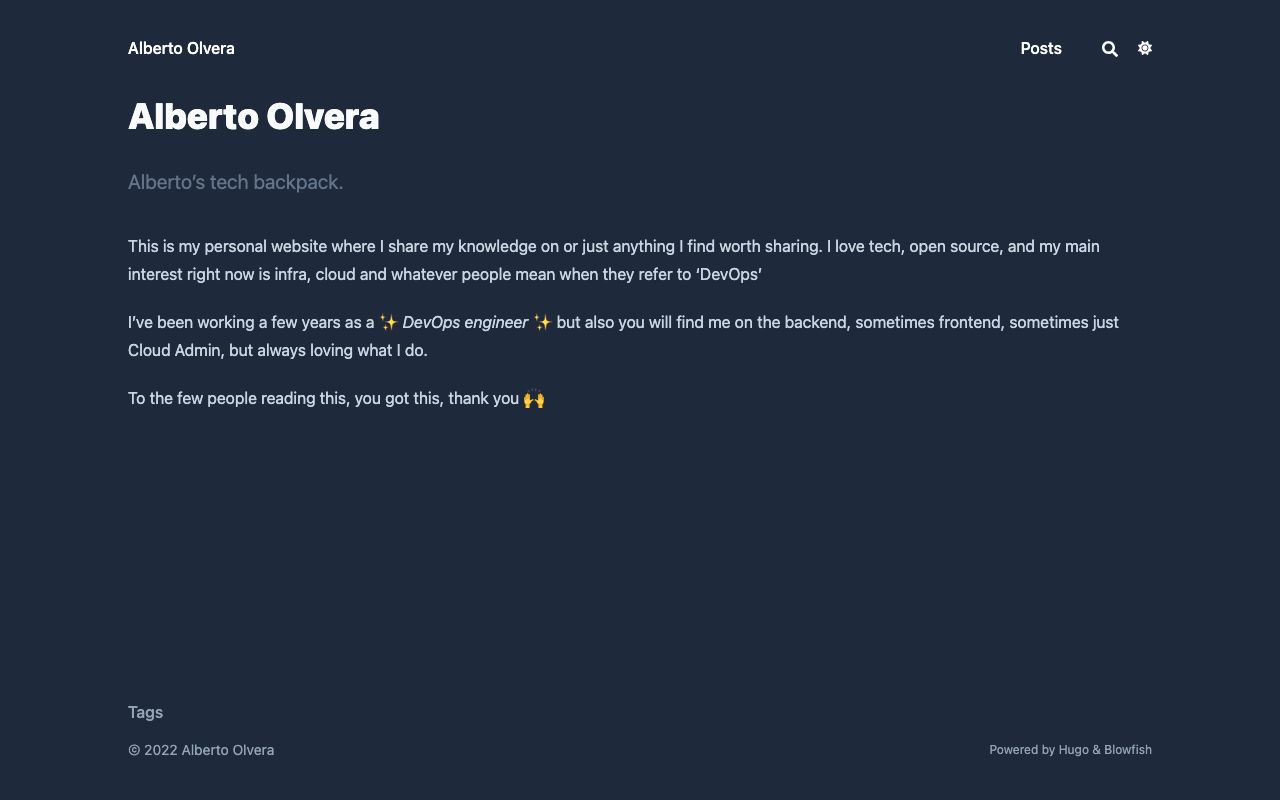 Alberto Olvera
Posts
Alberto Olvera
Alberto’s tech backpack.
This is my personal website where I share my knowledge on or just anything I find worth sharing. I love tech, open source, and my main
interest right now is infra, cloud and whatever people mean when they refer to ‘DevOps’
I’ve been working a few years as a ✨ DevOps engineer ✨ but also you will find me on the backend, sometimes frontend, sometimes just
Cloud Admin, but always loving what I do.
To the few people reading this, you got this, thank you 🙌
Tags
© 2022 Alberto Olvera
Powered by Hugo & Blowfish